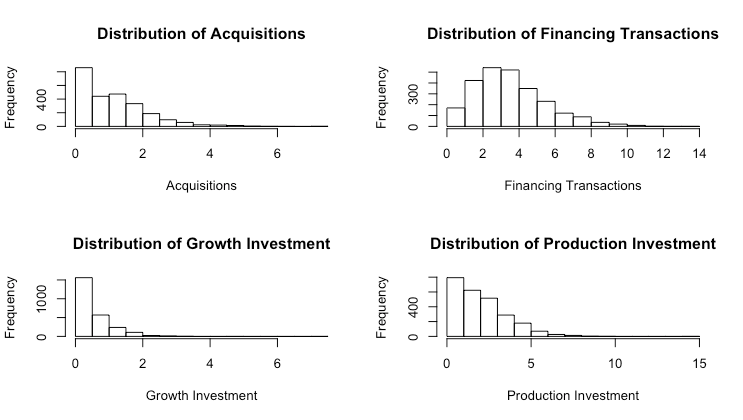 Distribution of Acquisitions
Frequency
0 400
0 2 4 6
Acquisitions
Distribution of Financing Transactions
Frequency
0 300
0 2 4 6 8 10 12 14
Financing Transactions
Distribution of Growth Investment
Frequency
0 1000
0 2 4 6
Growth Investment
Distribution of Production Investment
Frequency
0 400
0 5 10 15
Production Investment